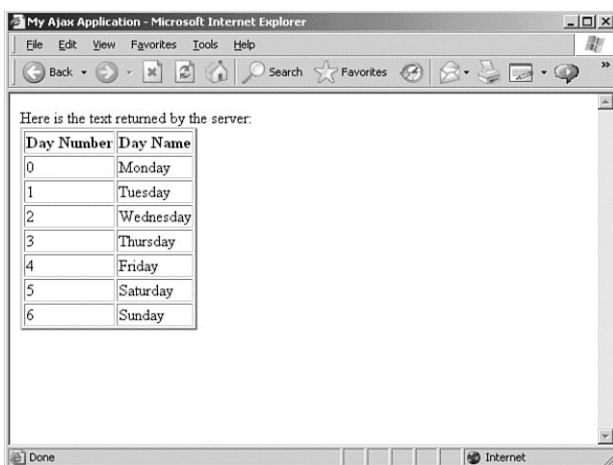 My Ajax Application - Microsoft Internet Explorer
File Edit View Favorites Tools Help
Back Search Favorites »
Here is the text returned by the server:
Day Number Day Name
0 Monday
1 Tuesday
2 Wednesday
3 Thursday
4 Friday
5 Saturday
6 Sunday
Done Internet